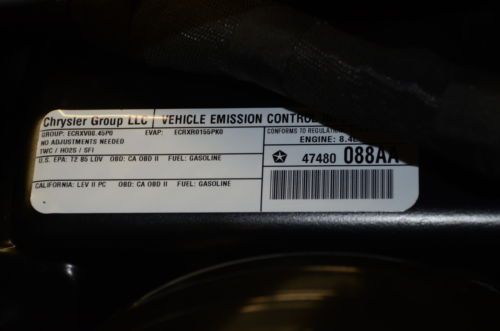 Chrysler Group LLC VEHICLE EMISSION CONTROL
GROUP: ECRXV08.45P0 EVAP: ECRXR0155PK0
NO ADJUSTMENTS NEEDED
TWC / HO2S / SFI
CONFORMS TO REGULATION
ENGINE: 8.4
U.S. EPA: T2 B5 LDV OBD: CA OBD II FUEL: GASOLINE
47480 088AA
CALIFORNIA: LEV II PC OBD: CA OBD II FUEL: GASOLINE